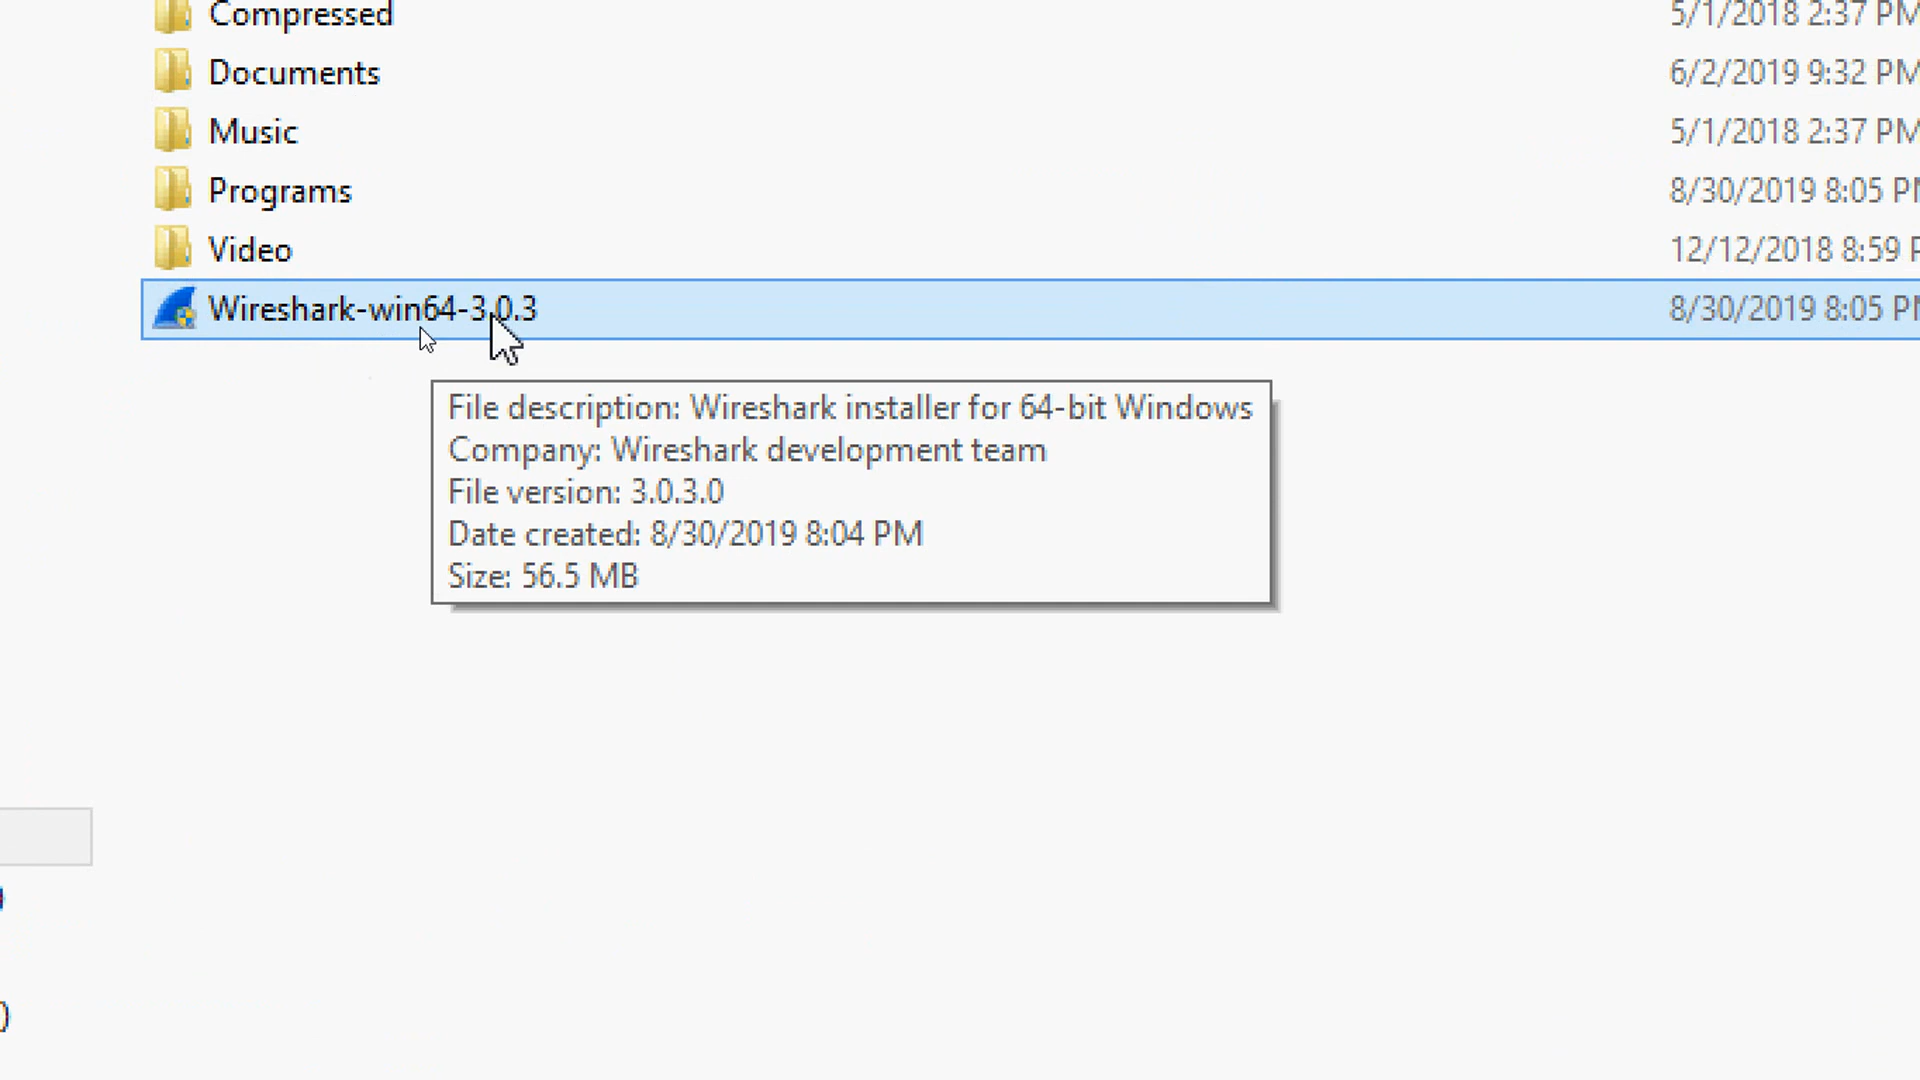 Compressed 5/1/2018 2:37 PM
Documents 6/2/2019 9:32 PM
Music 5/1/2018 2:37 PM
Programs 8/30/2019 8:05 PM
Video 12/12/2018 8:59 P
Wireshark-win64-3.0.3 8/30/2019 8:05 PM
File description: Wireshark installer for 64-bit Windows
Company: Wireshark development team
File version: 3.0.3.0
Date created: 8/30/2019 8:04 PM
Size: 56.5 MB
)